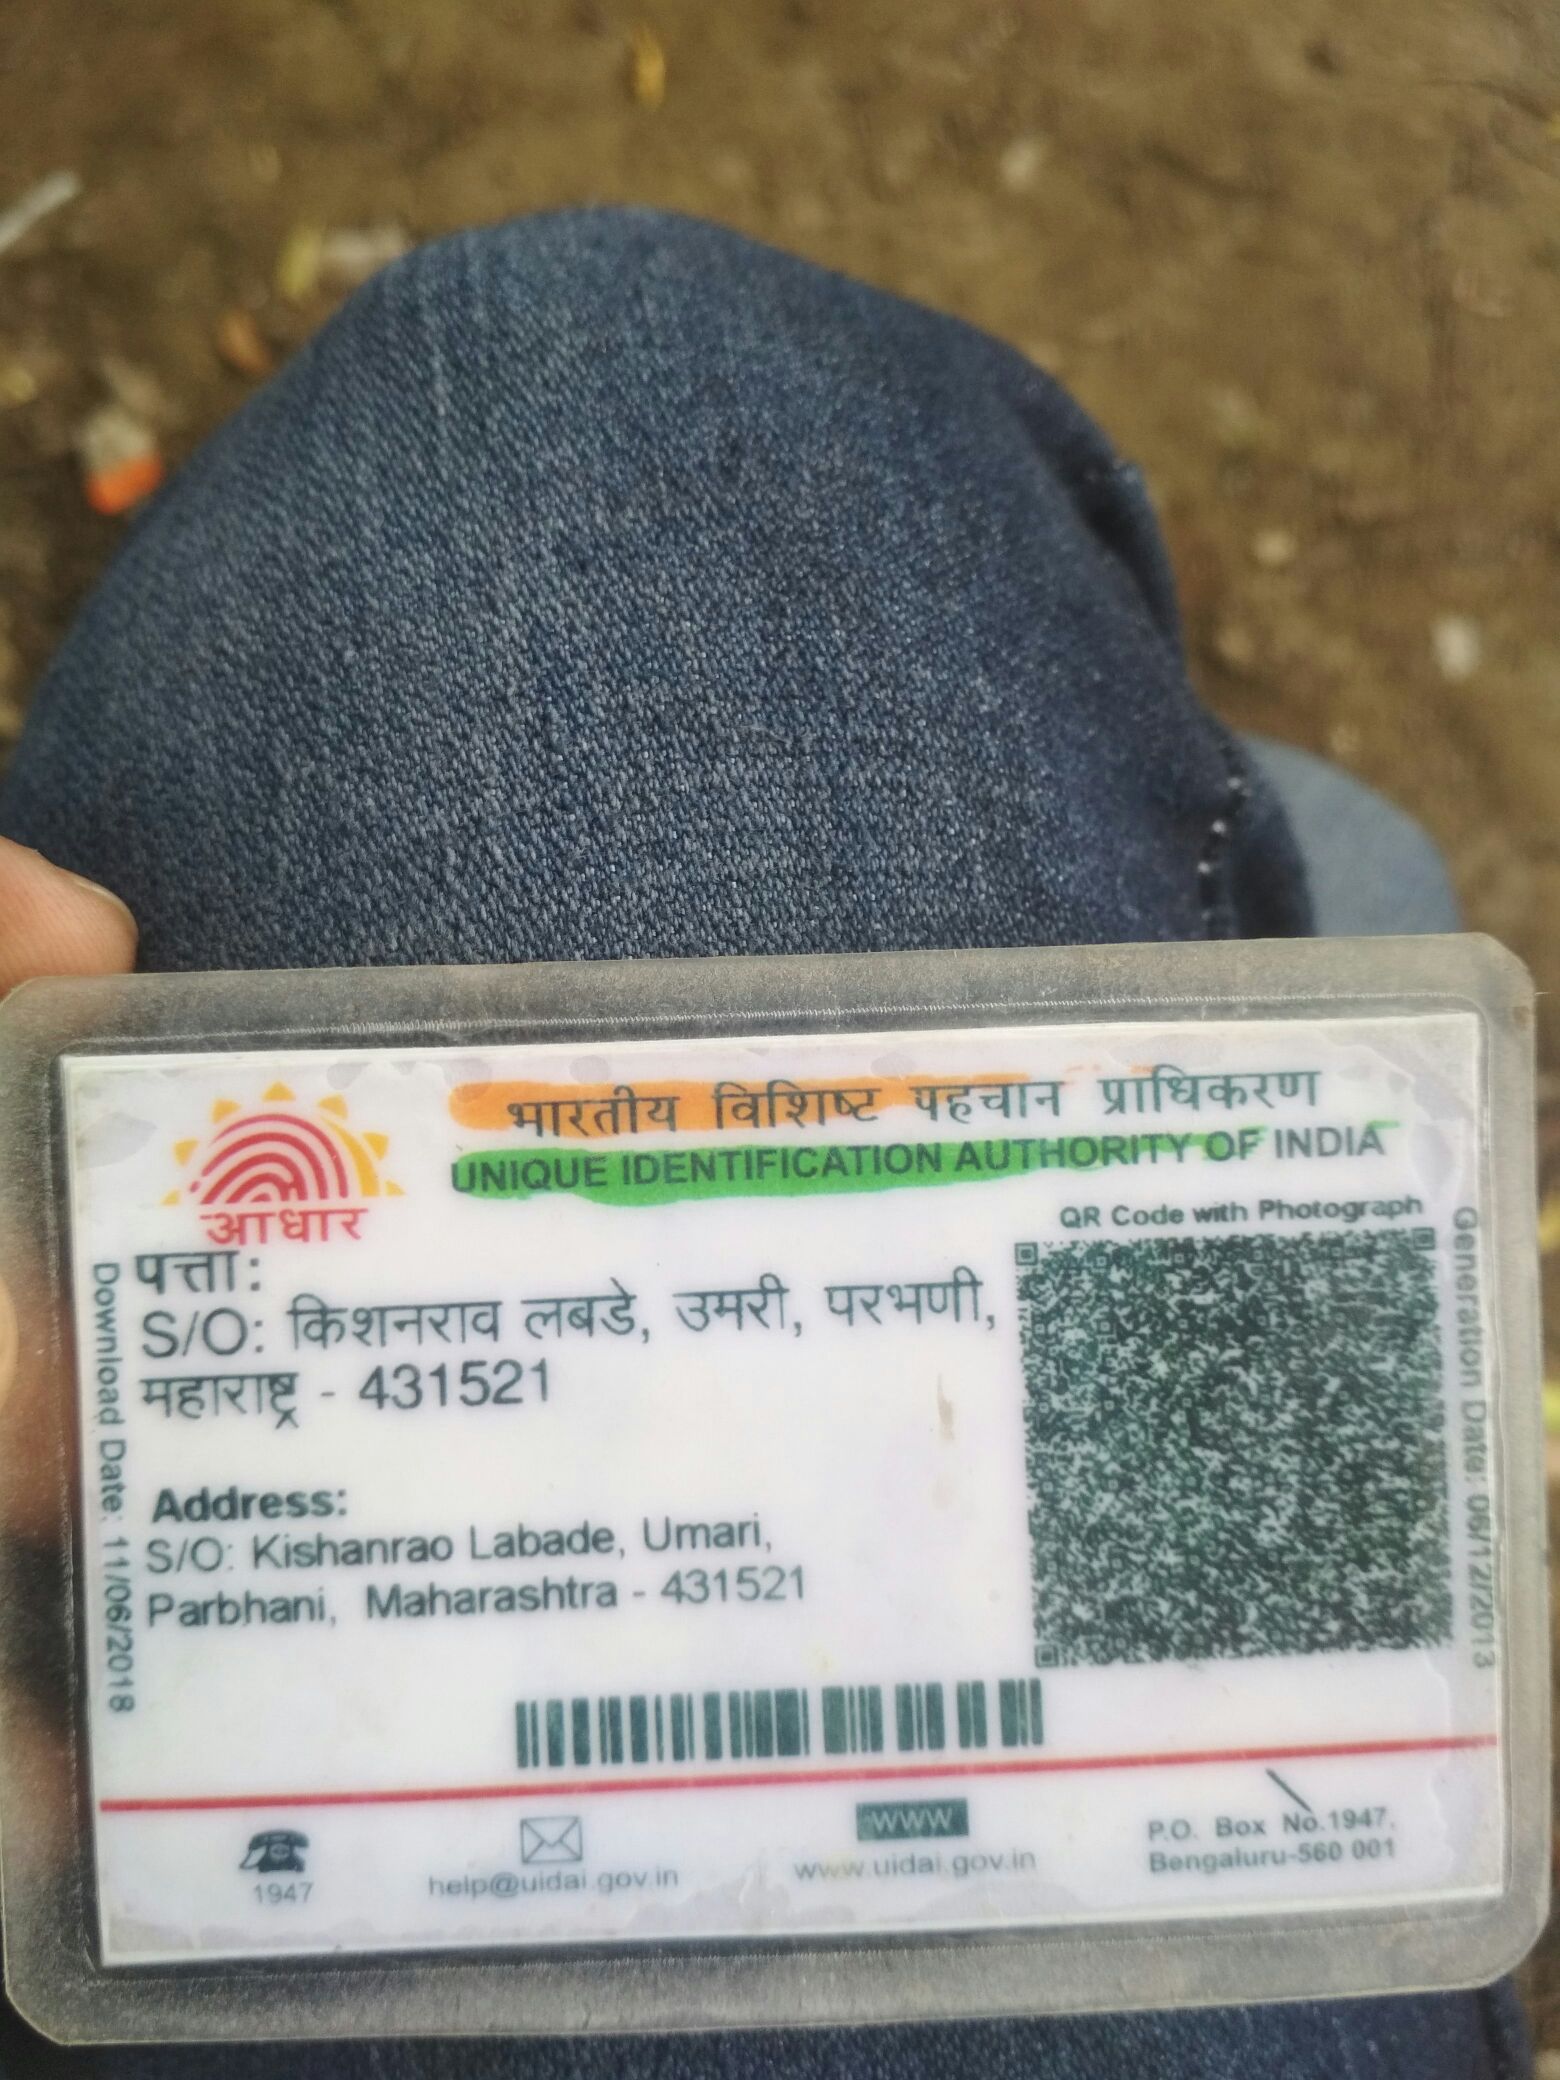 भारतीय विशिष्ट पहचान प्राधिकरण
UNIQUE IDENTIFICATION AUTHORITY OF INDIA
आधार
QR Code with Photograph
पत्ता:
S/O: किशनराव लबडे, उमरी, परभणी,
महाराष्ट्र - 431521
Address:
S/O: Kishanrao Labade, Umari,
Parbhani, Maharashtra - 431521
Download Date: 11/06/2018
Generation Date: 06/12/2013
1947
help@uidai.gov.in
www
www.uidai.gov.in
P.O. Box No.1947,
Bengaluru-560 001